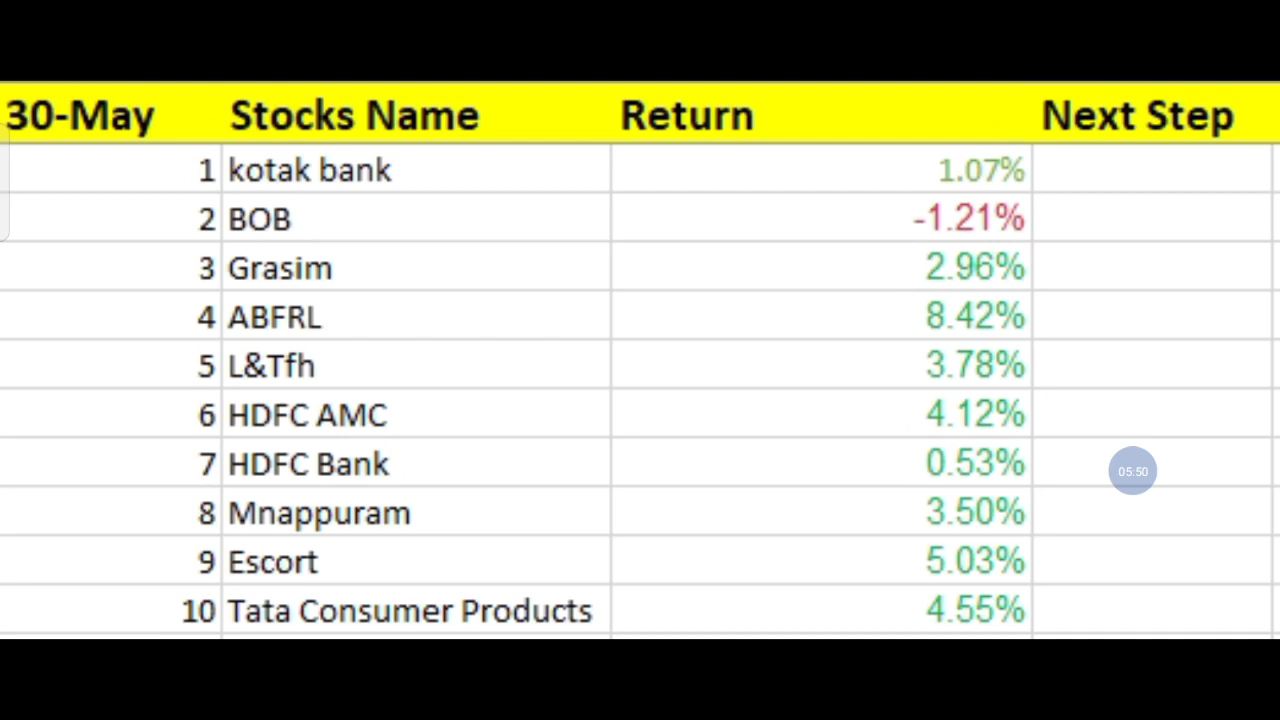 30-May Stocks Name Return Next Step
1 kotak bank 1.07%
2 BOB -1.21%
3 Grasim 2.96%
4 ABFRL 8.42%
5 L&Tfh 3.78%
6 HDFC AMC 4.12%
7 HDFC Bank 0.53%
8 Mnappuram 3.50%
9 Escort 5.03%
10 Tata Consumer Products 4.55%
05:50